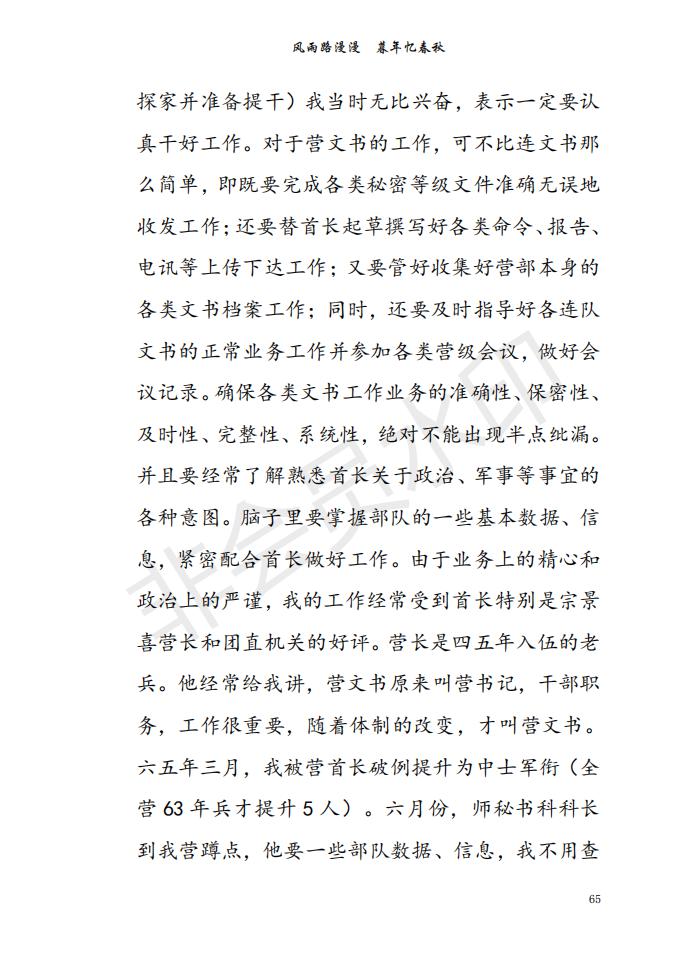 风雨路漫漫　暮年忆春秋
探家并准备提干）我当时无比兴奋，表示一定要认
真干好工作。对于营文书的工作，可不比连文书那
么简单，即既要完成各类秘密等级文件准确无误地
收发工作；还要替首长起草撰写好各类命令、报告、
电讯等上传下达工作；又要管好收集好营部本身的
各类文书档案工作；同时，还要及时指导好各连队
文书的正常业务工作并参加各类营级会议，做好会
议记录。确保各类文书工作业务的准确性、保密性、
及时性、完整性、系统性，绝对不能出现半点纰漏。
并且要经常了解熟悉首长关于政治、军事等事宜的
各种意图。脑子里要掌握部队的一些基本数据、信
息，紧密配合首长做好工作。由于业务上的精心和
政治上的严谨，我的工作经常受到首长特别是宗景
喜营长和团直机关的好评。营长是四五年入伍的老
兵。他经常给我讲，营文书原来叫营书记，干部职
务，工作很重要，随着体制的改变，才叫营文书。
六五年三月，我被营首长破例提升为中士军衔（全
营 63 年兵才提升 5 人）。六月份，师秘书科科长
到我营蹲点，他要一些部队数据、信息，我不用查
65
非会员水印